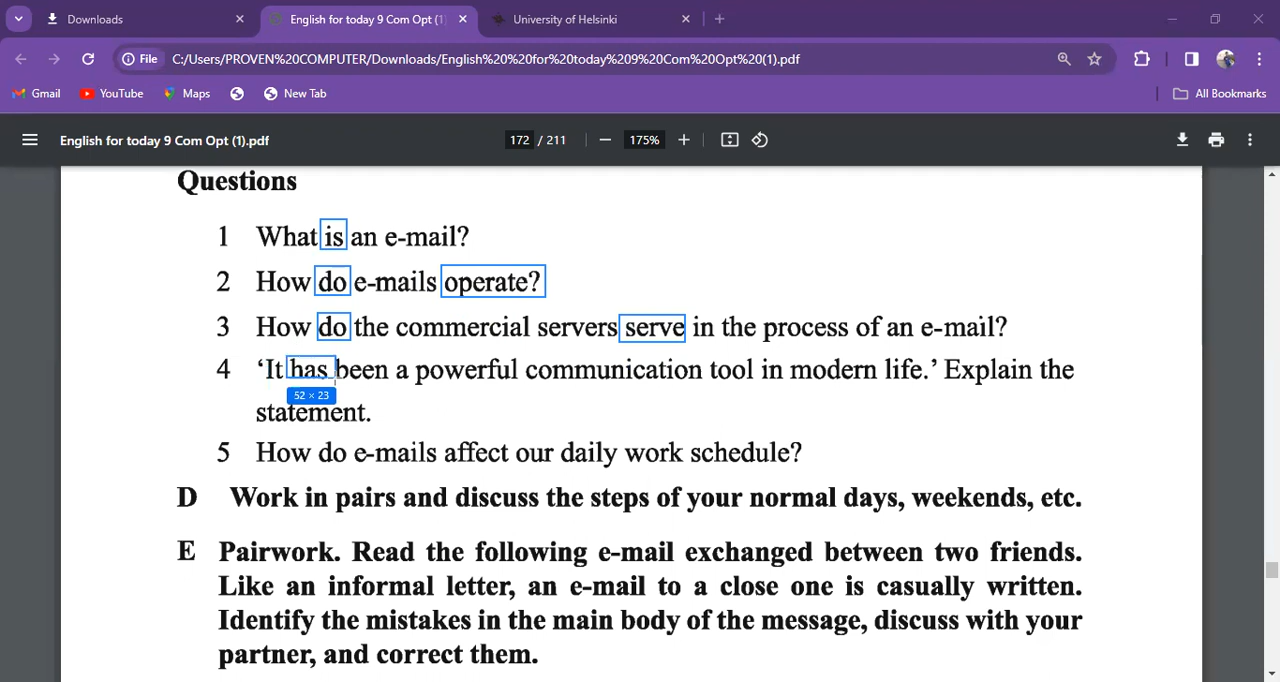 Downloads
English for today 9 Com Opt (1)
University of Helsinki
File
C:/Users/PROVEN%20COMPUTER/Downloads/English%20%20for%20today%209%20Com%20Opt%20(1).pdf
Gmail
YouTube
Maps
New Tab
All Bookmarks
English for today 9 Com Opt (1).pdf
172 / 211
175%
Questions
1 What is an e-mail?
2 How do e-mails operate?
3 How do the commercial servers serve in the process of an e-mail?
4 ‘It has been a powerful communication tool in modern life.’ Explain the
52 × 23
statement.
5 How do e-mails affect our daily work schedule?
D Work in pairs and discuss the steps of your normal days, weekends, etc.
E Pairwork. Read the following e-mail exchanged between two friends.
Like an informal letter, an e-mail to a close one is casually written.
Identify the mistakes in the main body of the message, discuss with your
partner, and correct them.